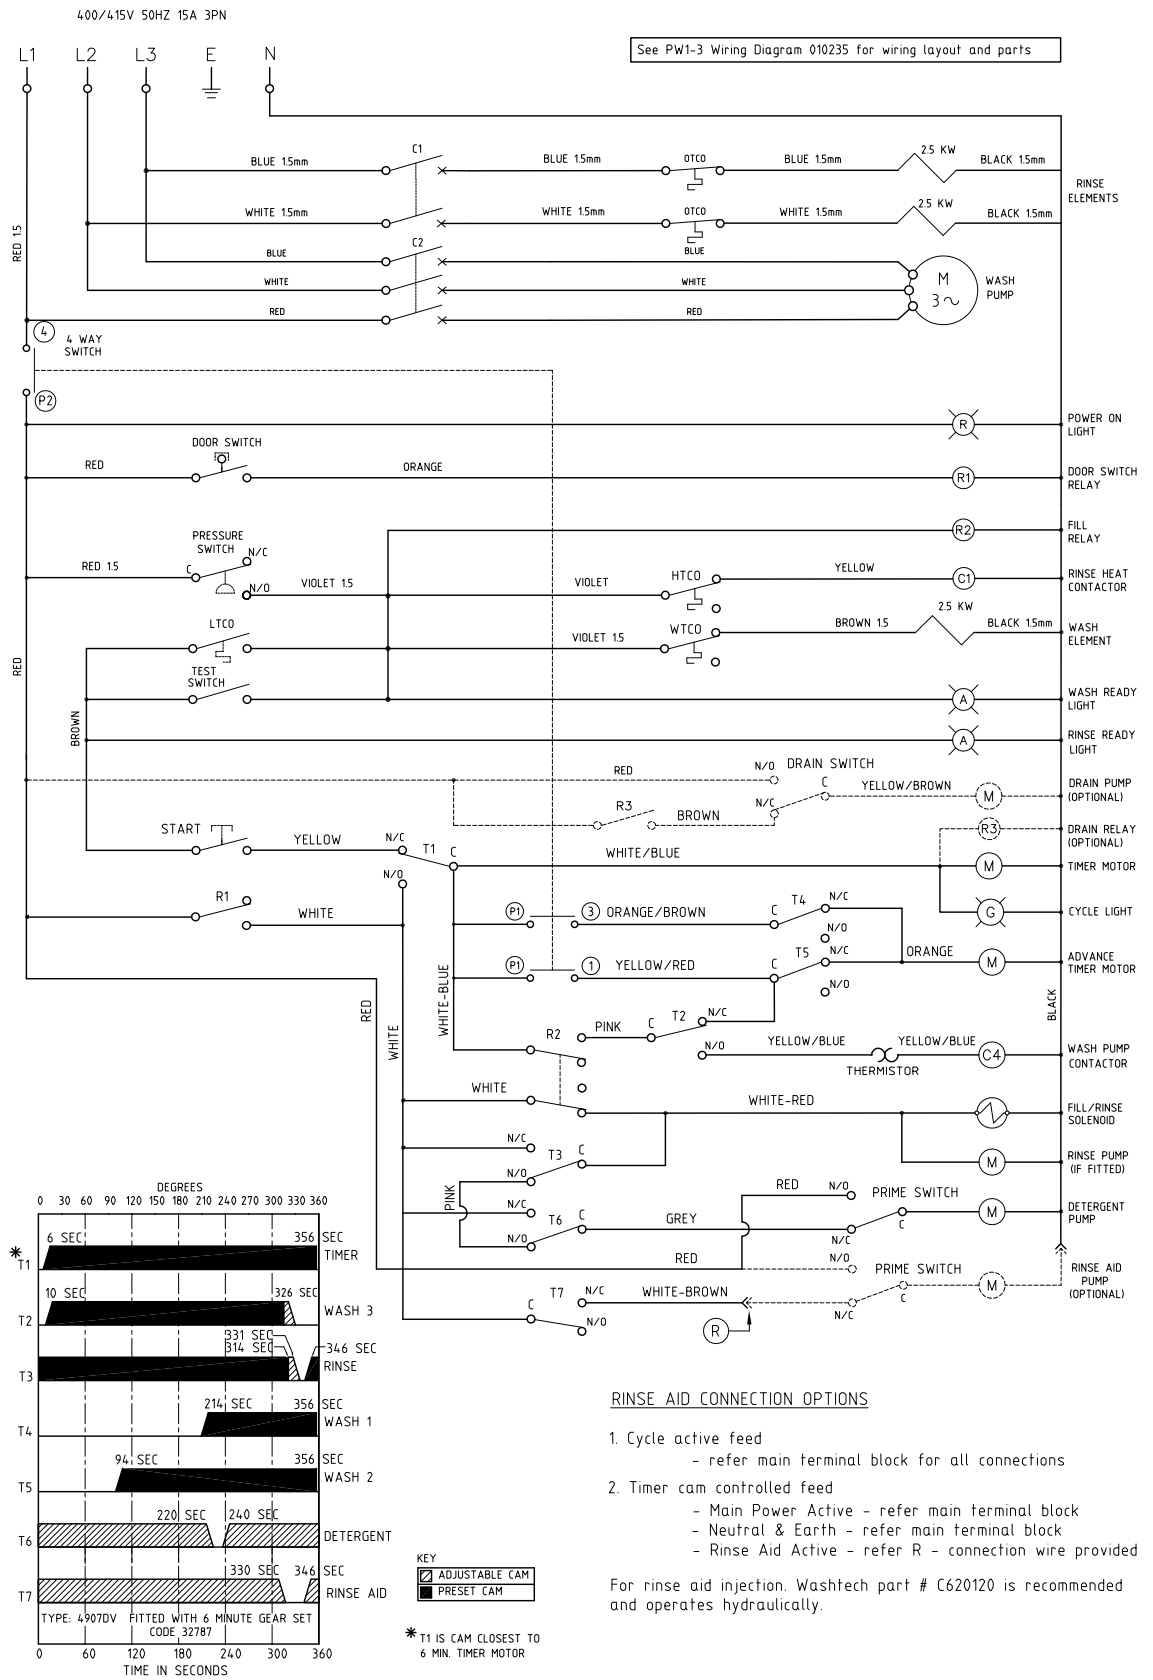 400/415V 50HZ 15A 3PN
L1 L2 L3 E N
See PW1-3 Wiring Diagram 010235 for wiring layout and parts
C1
BLUE 1.5mm BLUE 1.5mm OTCO BLUE 1.5mm 2.5 KW BLACK 1.5mm
RINSE
ELEMENTS
WHITE 1.5mm WHITE 1.5mm OTCO WHITE 1.5mm 2.5 KW BLACK 1.5mm
RED 1.5
C2
BLUE BLUE
WHITE WHITE
M
3~
WASH
PUMP
RED RED
4
4 WAY
SWITCH
P2
R
POWER ON
LIGHT
DOOR SWITCH
RED ORANGE R1
DOOR SWITCH
RELAY
R2
FILL
RELAY
PRESSURE
SWITCH
N/C
RED 1.5 C
N/O VIOLET 1.5 VIOLET HTCO YELLOW C1
RINSE HEAT
CONTACTOR
LTCO VIOLET 1.5 WTCO BROWN 1.5 2.5 KW BLACK 1.5mm
WASH
ELEMENT
RED
TEST
SWITCH
A
WASH READY
LIGHT
BROWN
A
RINSE READY
LIGHT
RED N/O DRAIN SWITCH
R3 BROWN N/C C YELLOW/BROWN M
DRAIN PUMP
(OPTIONAL)
START YELLOW N/C T1 C
R3
DRAIN RELAY
(OPTIONAL)
WHITE/BLUE M TIMER MOTOR
N/O
R1 WHITE
P1 3 ORANGE/BROWN C T4 N/C G CYCLE LIGHT
N/O
P1 1 YELLOW/RED C T5 N/C ORANGE M
ADVANCE
TIMER MOTOR
N/O
RED
WHITE
WHITE-BLUE
BLACK
R2 PINK C T2 N/C
N/O YELLOW/BLUE YELLOW/BLUE C4
THERMISTOR
WASH PUMP
CONTACTOR
WHITE WHITE-RED
FILL/RINSE
SOLENOID
N/C T3 C
N/O
M
RINSE PUMP
(IF FITTED)
PINK
RED N/O PRIME SWITCH
N/C T6 C GREY N/C C M
DETERGENT
PUMP
N/O
RED N/O PRIME SWITCH
C T7 N/C WHITE-BROWN N/C C M
RINSE AID
PUMP
(OPTIONAL)
N/O
R
DEGREES
0 30 60 90 120 150 180 210 240 270 300 330 360
6 SEC 356 SEC
* T1 TIMER
10 SEC 326 SEC
T2 WASH 3
331 SEC
314 SEC 346 SEC
T3 RINSE
214 SEC 356 SEC
T4 WASH 1
94 SEC 356 SEC
T5 WASH 2
220 SEC 240 SEC
T6 DETERGENT
330 SEC 346 SEC
T7 RINSE AID
TYPE: 4907DV FITTED WITH 6 MINUTE GEAR SET
CODE 32787
0 60 120 180 240 300 360
TIME IN SECONDS
KEY
ADJUSTABLE CAM
PRESET CAM
* T1 IS CAM CLOSEST TO
6 MIN. TIMER MOTOR
RINSE AID CONNECTION OPTIONS
1. Cycle active feed
- refer main terminal block for all connections
2. Timer cam controlled feed
- Main Power Active - refer main terminal block
- Neutral & Earth - refer main terminal block
- Rinse Aid Active - refer R - connection wire provided
For rinse aid injection. Washtech part # C620120 is recommended
and operates hydraulically.